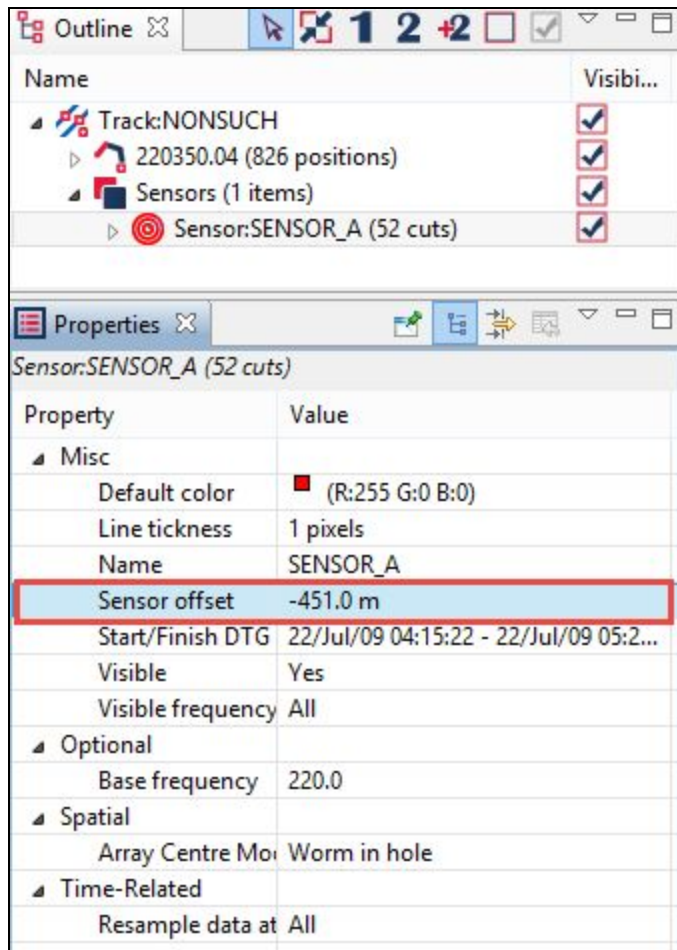 Outline
1 2 +2
Name Visibi...
Track:NONSUCH
220350.04 (826 positions)
Sensors (1 items)
Sensor:SENSOR_A (52 cuts)
Properties
Sensor:SENSOR_A (52 cuts)
Property Value
Misc
Default color (R:255 G:0 B:0)
Line tickness 1 pixels
Name SENSOR_A
Sensor offset -451.0 m
Start/Finish DTG 22/Jul/09 04:15:22 - 22/Jul/09 05:2...
Visible Yes
Visible frequency All
Optional
Base frequency 220.0
Spatial
Array Centre Mo Worm in hole
Time-Related
Resample data at All